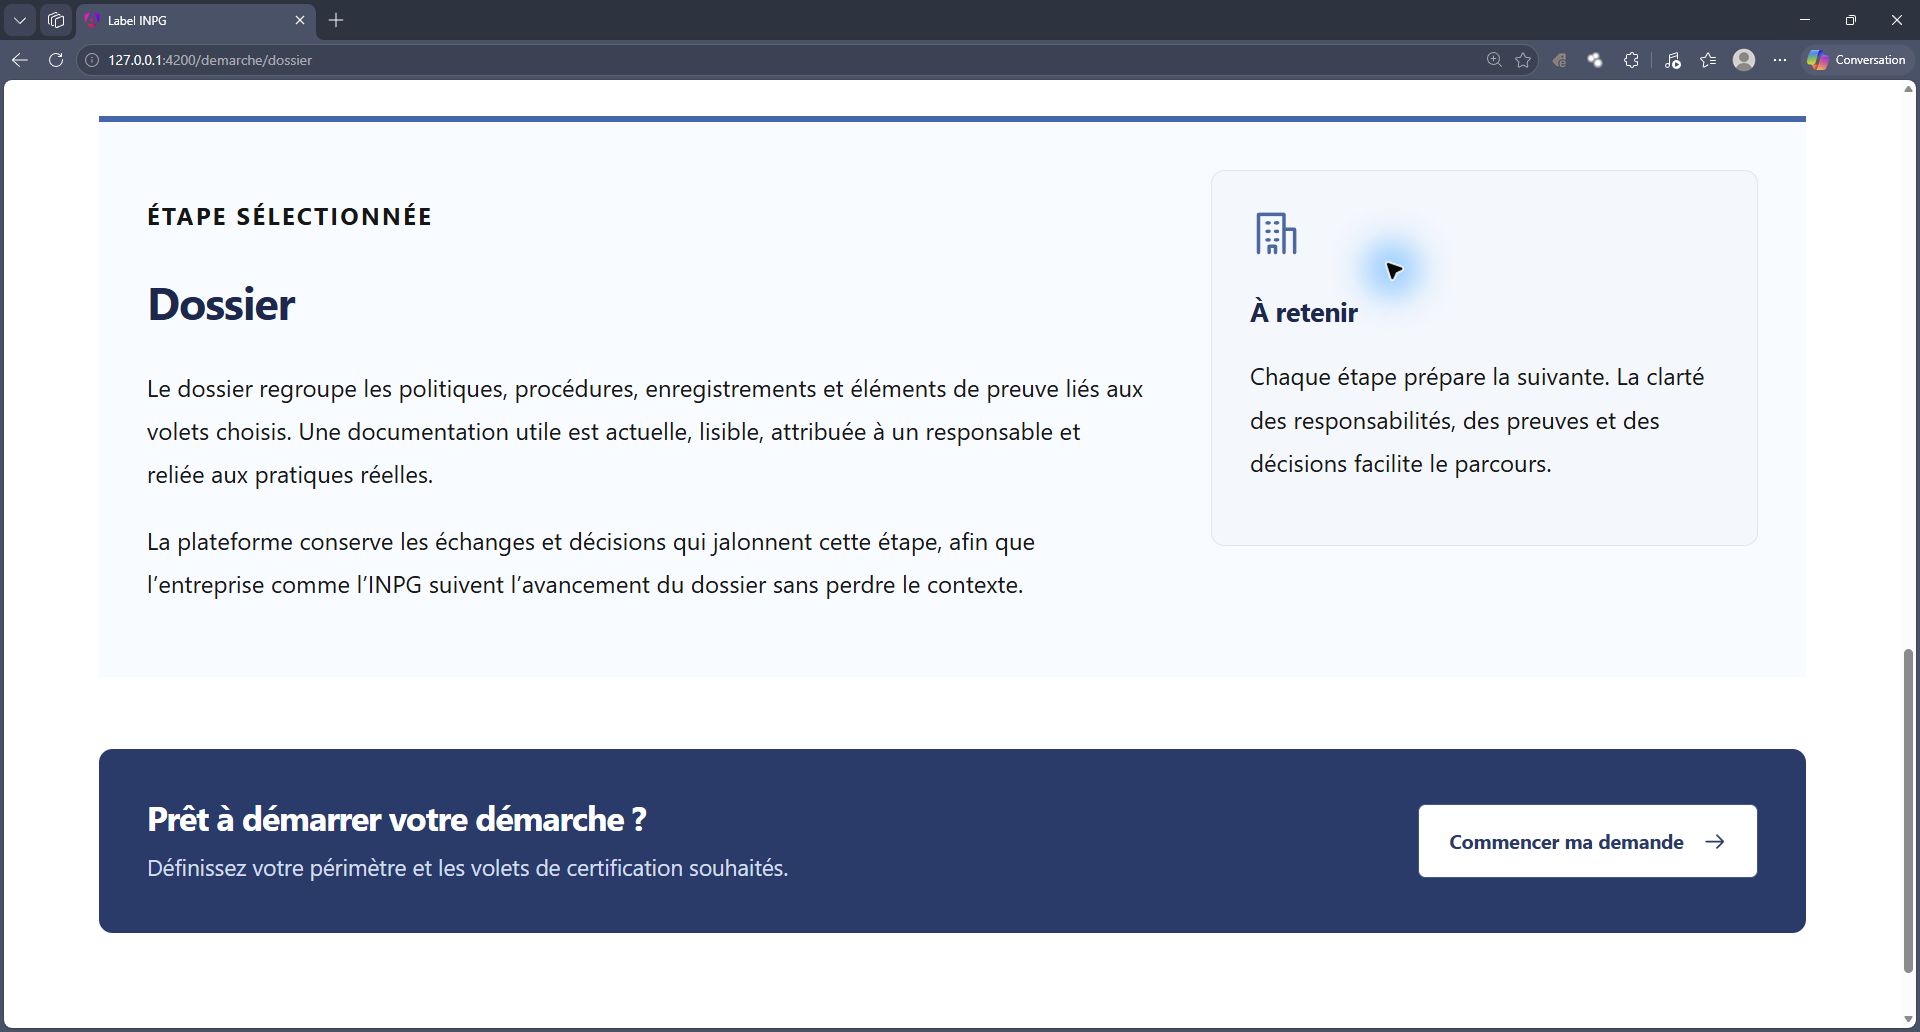 Label INPG
127.0.0.1:4200/demarche/dossier
Conversation
ÉTAPE SÉLECTIONNÉE
Dossier
Le dossier regroupe les politiques, procédures, enregistrements et éléments de preuve liés aux
volets choisis. Une documentation utile est actuelle, lisible, attribuée à un responsable et
reliée aux pratiques réelles.
La plateforme conserve les échanges et décisions qui jalonnent cette étape, afin que
l’entreprise comme l’INPG suivent l’avancement du dossier sans perdre le contexte.
À retenir
Chaque étape prépare la suivante. La clarté
des responsabilités, des preuves et des
décisions facilite le parcours.
Prêt à démarrer votre démarche ?
Définissez votre périmètre et les volets de certification souhaités.
Commencer ma demande